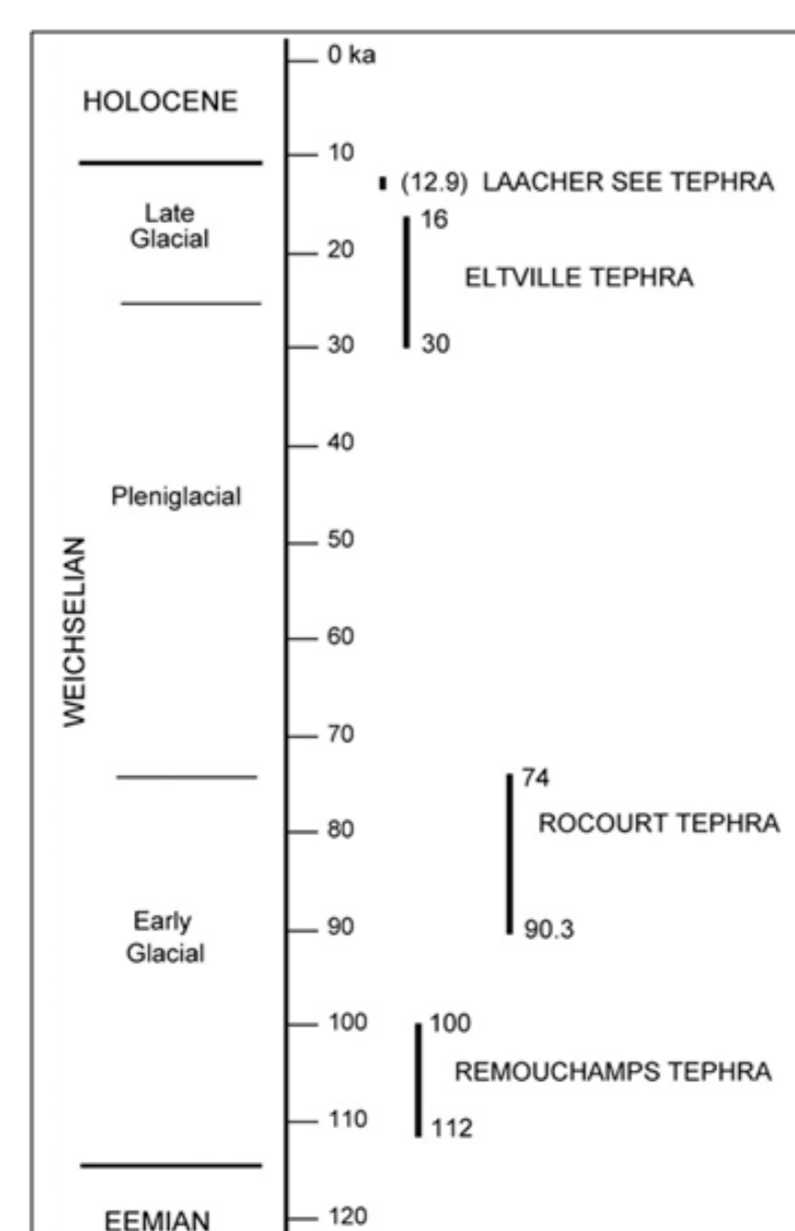 0 ka
HOLOCENE
10
(12.9) LAACHER SEE TEPHRA
Late
Glacial
16
20
ELTVILLE TEPHRA
30
30
40
Pleniglacial
50
WEICHSELIAN
60
70
74
80
ROCOURT TEPHRA
Early
Glacial
90
90.3
100
100
REMOUCHAMPS TEPHRA
110
112
EEMIAN
120